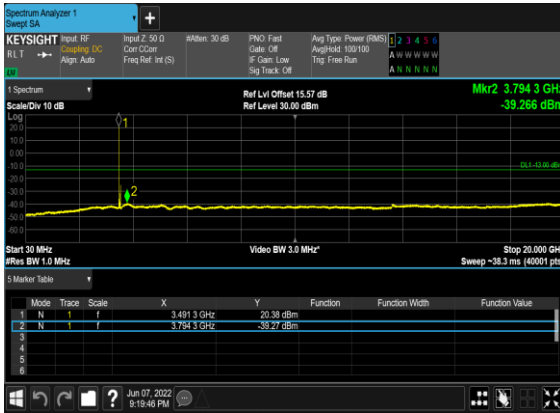 Spectrum Analyzer 1
Swept SA
+
KEYSIGHT Input: RF Input Z: 50 Ω #Atten: 30 dB PNO: Fast Avg Type: Power (RMS) 1 2 3 4 5 6
RLT Coupling: DC Corr CCorr Gate: Off Avg|Hold: 100/100 A W W W W W
Align: Auto Freq Ref: Int (S) IF Gain: Low Trig: Free Run
Sig Track: Off A N N N N N
1 Spectrum Ref Lvl Offset 15.57 dB Mkr2 3.794 3 GHz
Scale/Div 10 dB Ref Level 30.00 dBm -39.266 dBm
Log
20.0
10.0
0.00
-10.0
DL1 -13.00 dBm
-20.0
-30.0
-40.0
-50.0
-60.0
1
2
Start 30 MHz Video BW 3.0 MHz* Stop 20.000 GH
#Res BW 1.0 MHz Sweep ~38.3 ms (40001 pts
5 Marker Table
Mode Trace Scale X Y Function Function Width Function Value
1 N 1 f 3.491 3 GHz 20.38 dBm
2 N 1 f 3.794 3 GHz -39.27 dBm
3
4
5
6
? Jun 07, 2022
9:19:46 PM